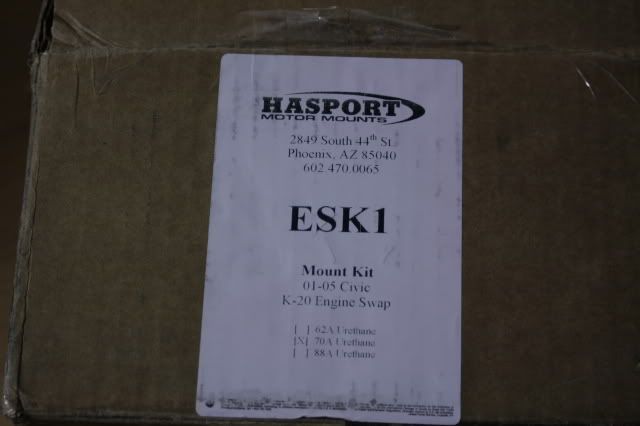 HASPORT
MOTOR MOUNTS
2849 South 44th St.
Phoenix, AZ 85040
602 470.0065
ESK1
Mount Kit
01-05 Civic
K-20 Engine Swap
[ ] 62A Urethane
[X] 70A Urethane
[ ] 88A Urethane